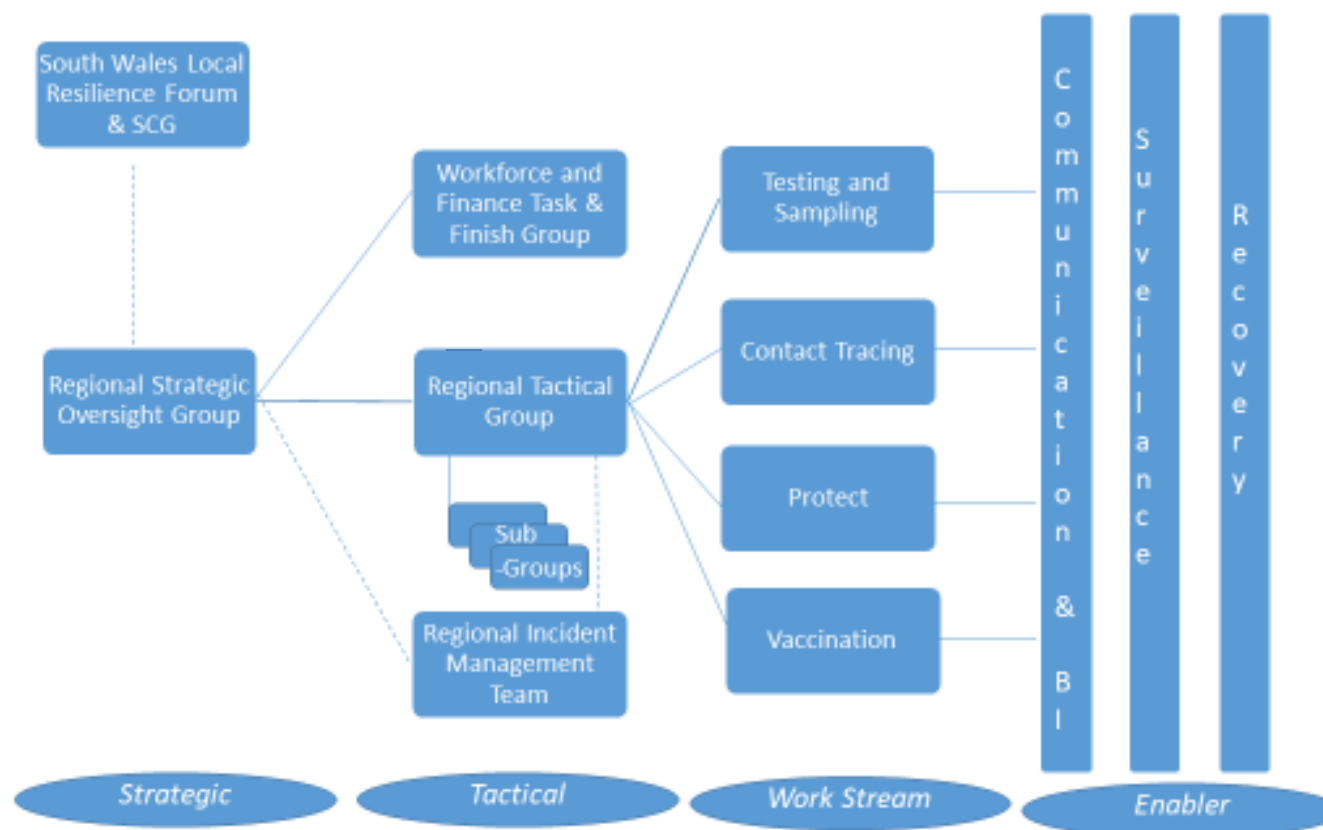 South Wales Local
Resilience Forum
& SCG
Regional Strategic
Oversight Group
Workforce and
Finance Task &
Finish Group
Regional Tactical
Group
Sub
-Groups
Regional Incident
Management
Team
Testing and
Sampling
Contact Tracing
Protect
Vaccination
Communication & BI
Surveillance
Recovery
Strategic
Tactical
Work Stream
Enabler